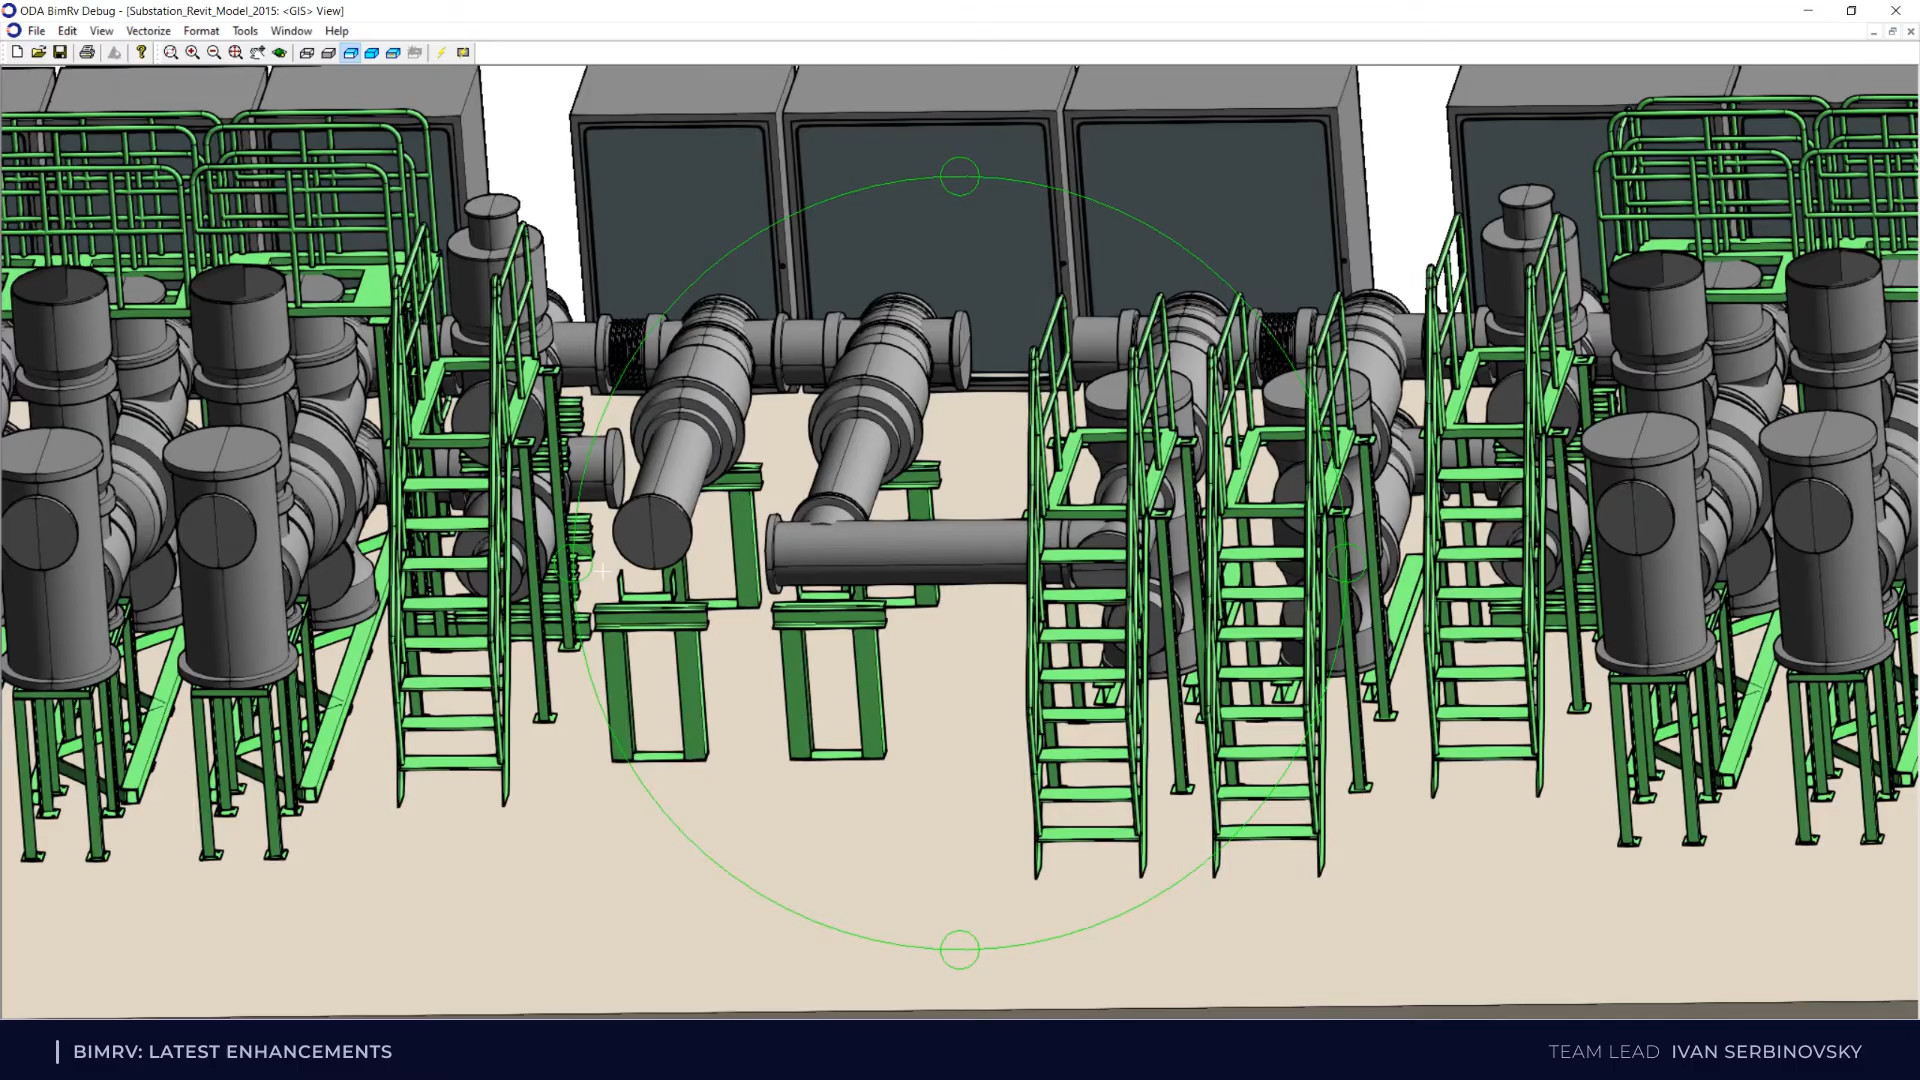 ODA BimRv Debug - [Substation_Revit_Model_2015: <GIS> View]
File Edit View Vectorize Format Tools Window Help
BIMRV: LATEST ENHANCEMENTS
TEAM LEAD IVAN SERBINOVSKY